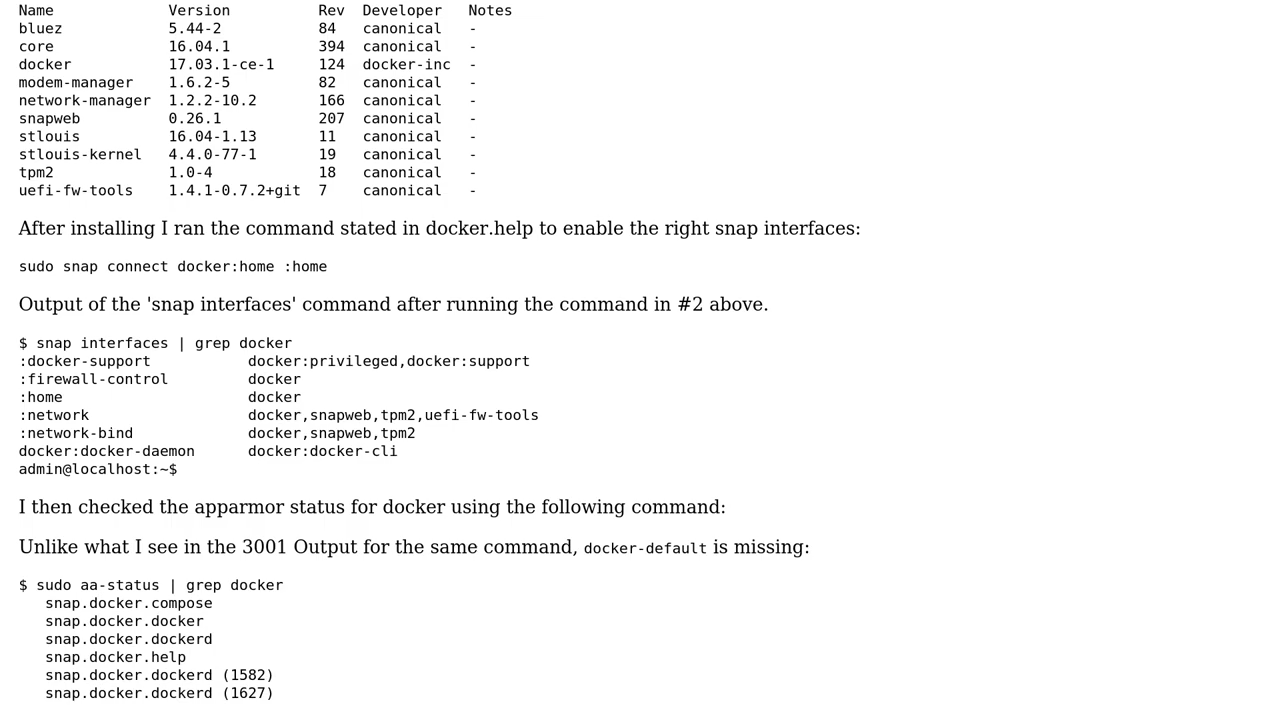 Name             Version          Rev  Developer   Notes
bluez            5.44-2           84   canonical   -
core             16.04.1          394  canonical   -
docker           17.03.1-ce-1     124  docker-inc  -
modem-manager    1.6.2-5          82   canonical   -
network-manager  1.2.2-10.2       166  canonical   -
snapweb          0.26.1           207  canonical   -
stlouis          16.04-1.13       11   canonical   -
stlouis-kernel   4.4.0-77-1       19   canonical   -
tpm2             1.0-4            18   canonical   -
uefi-fw-tools    1.4.1-0.7.2+git  7    canonical   -
After installing I ran the command stated in docker.help to enable the right snap interfaces:
sudo snap connect docker:home :home
Output of the 'snap interfaces' command after running the command in #2 above.
$ snap interfaces | grep docker
:docker-support           docker:privileged,docker:support
:firewall-control         docker
:home                     docker
:network                  docker,snapweb,tpm2,uefi-fw-tools
:network-bind             docker,snapweb,tpm2
docker:docker-daemon      docker:docker-cli
admin@localhost:~$
I then checked the apparmor status for docker using the following command:
Unlike what I see in the 3001 Output for the same command, docker-default is missing:
$ sudo aa-status | grep docker
   snap.docker.compose
   snap.docker.docker
   snap.docker.dockerd
   snap.docker.help
   snap.docker.dockerd (1582)
   snap.docker.dockerd (1627)